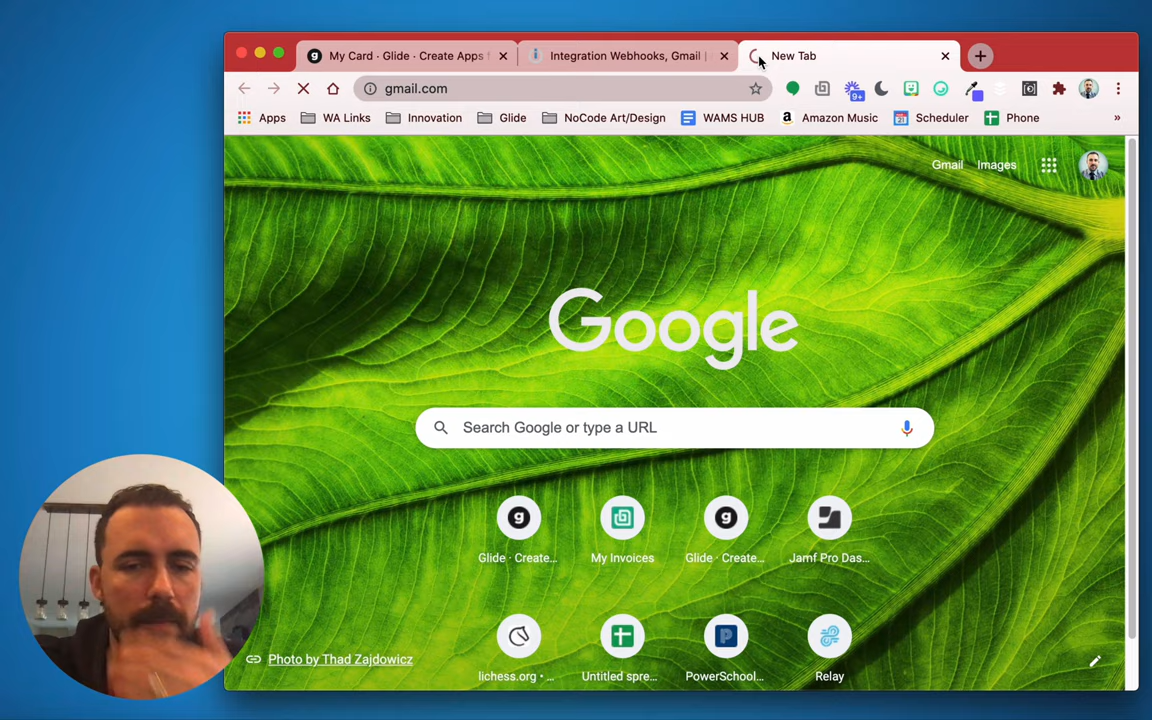 My Card · Glide · Create Apps
Integration Webhooks, Gmail
New Tab
gmail.com
9+
Apps
WA Links
Innovation
Glide
NoCode Art/Design
WAMS HUB
a
Amazon Music
21
Scheduler
Phone
»
Gmail
Images
Google
Search Google or type a URL
g
g
Glide · Create...
My Invoices
Glide · Create...
Jamf Pro Das...
P
lichess.org • ...
Untitled spre...
PowerSchool...
Relay
Photo by Thad Zajdowicz